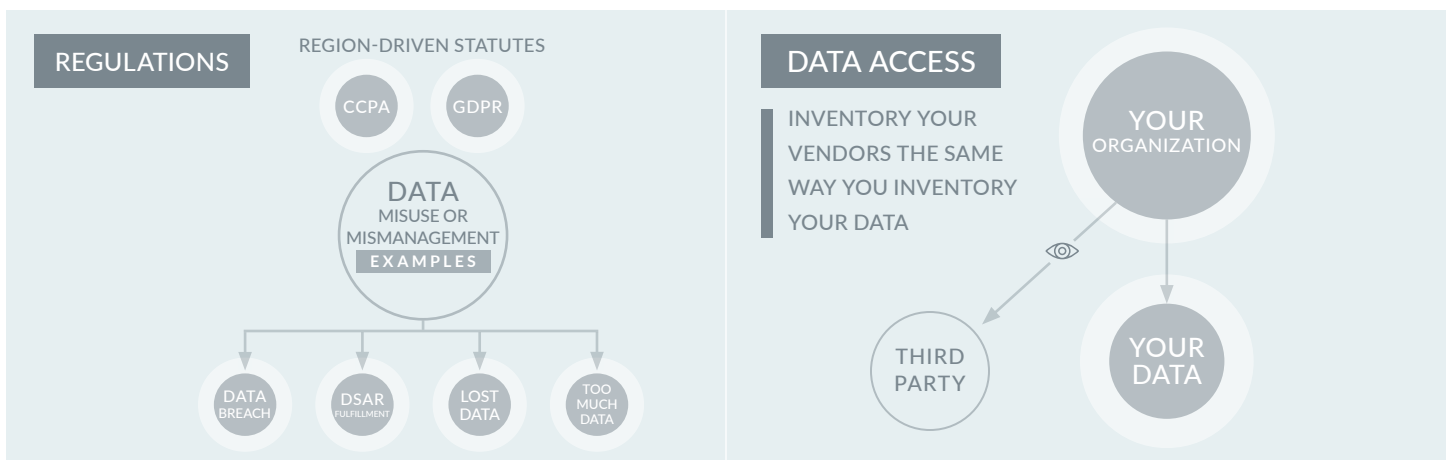 REGULATIONS
REGION-DRIVEN STATUTES
CCPA
GDPR
DATA
MISUSE OR
MISMANAGEMENT
EXAMPLES
DATA
BREACH
DSAR
FULFILLMENT
LOST
DATA
TOO
MUCH
DATA
DATA ACCESS
INVENTORY YOUR
VENDORS THE SAME
WAY YOU INVENTORY
YOUR DATA
YOUR
ORGANIZATION
THIRD
PARTY
YOUR
DATA